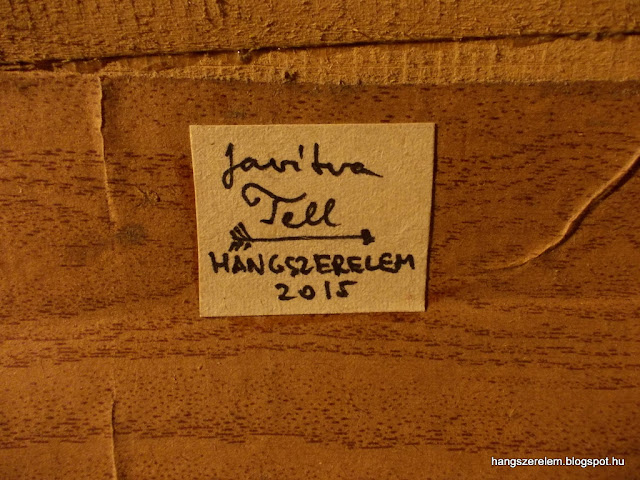 Javítva
Tell
HANGSZERELEM
2015
hangszerelem.blogspot.hu